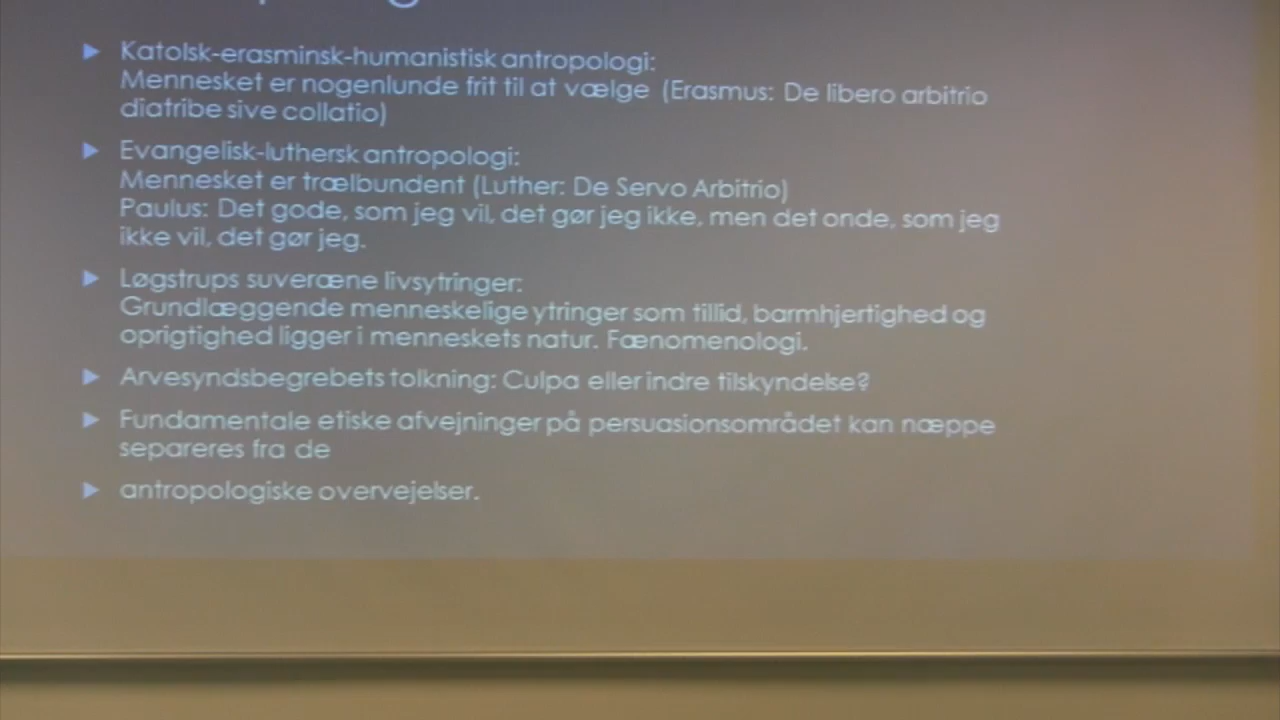 Katolsk-erasminsk-humanistisk antropologi:
Mennesket er nogenlunde frit til at vælge (Erasmus: De libero arbitrio
diatribe sive collatio)
Evangelisk-luthersk antropologi:
Mennesket er trælbundent (Luther: De Servo Arbitrio)
Paulus: Det gode, som jeg vil, det gør jeg ikke, men det onde, som jeg
ikke vil, det gør jeg.
Løgstrups suveræne livsytringer:
Grundlæggende menneskelige ytringer som tillid, barmhjertighed og
oprigtighed ligger i menneskets natur. Fænomenologi.
Arvesyndsbegrebets tolkning: Culpa eller indre tilskyndelse?
Fundamentale etiske afvejninger på persuasionsområdet kan næppe
separeres fra de
antropologiske overvejelser.